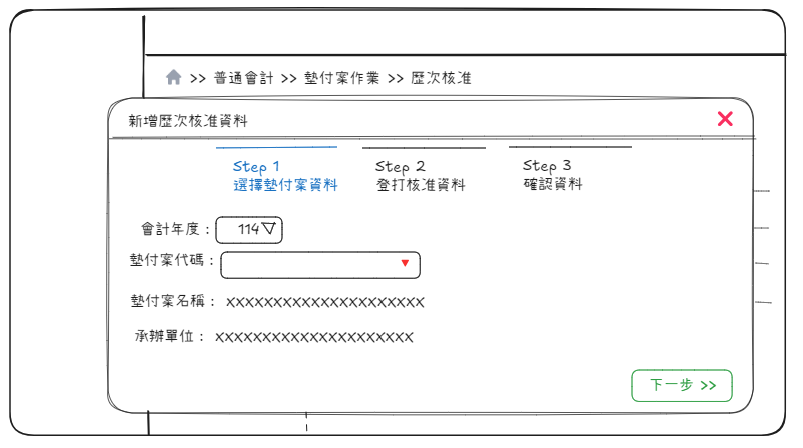 >> 普通會計 >> 墊付案作業 >> 歷次核准
新增歷次核准資料
Step 1
選擇墊付案資料
Step 2
登打核准資料
Step 3
確認資料
會計年度：114
墊付案代碼：
墊付案名稱： XXXXXXXXXXXXXXXXXXXXX
承辦單位： XXXXXXXXXXXXXXXXXXXXX
下一步 >>